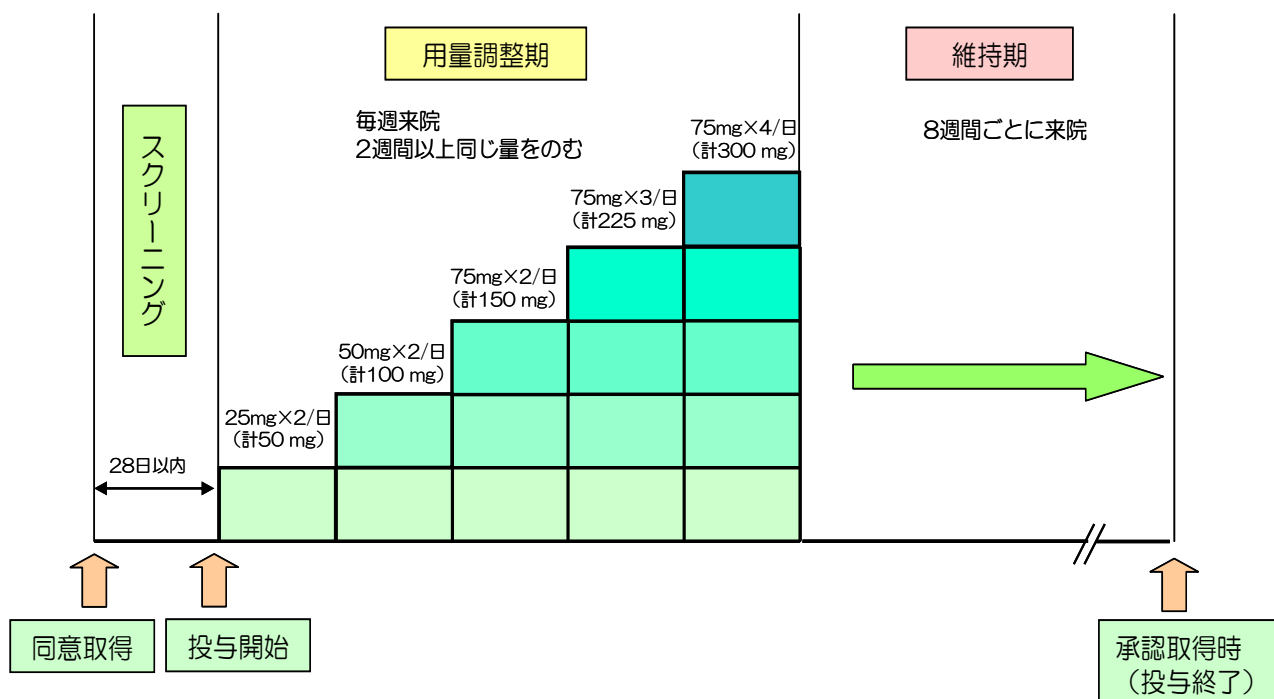 用量調整期
維持期
スクリーニング
毎週来院
2週間以上同じ量をのむ
8週間ごとに来院
75mg×4/日
(計300 mg)
75mg×3/日
(計225 mg)
75mg×2/日
(計150 mg)
50mg×2/日
(計100 mg)
25mg×2/日
(計50 mg)
28日以内
同意取得
投与開始
承認取得時
(投与終了)